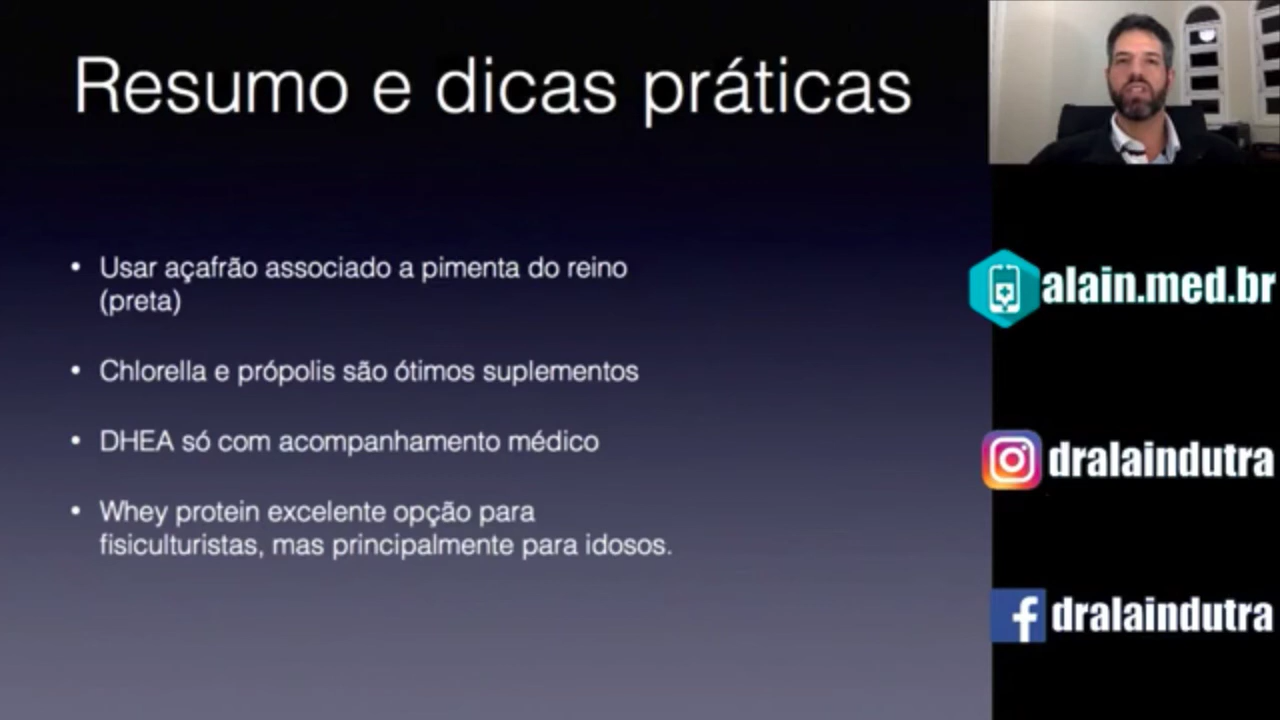 Resumo e dicas práticas
• Usar açafrão associado a pimenta do reino
(preta)
• Chlorella e própolis são ótimos suplementos
• DHEA só com acompanhamento médico
• Whey protein excelente opção para
fisiculturistas, mas principalmente para idosos.
alain.med.br
dralaindutra
dralaindutra